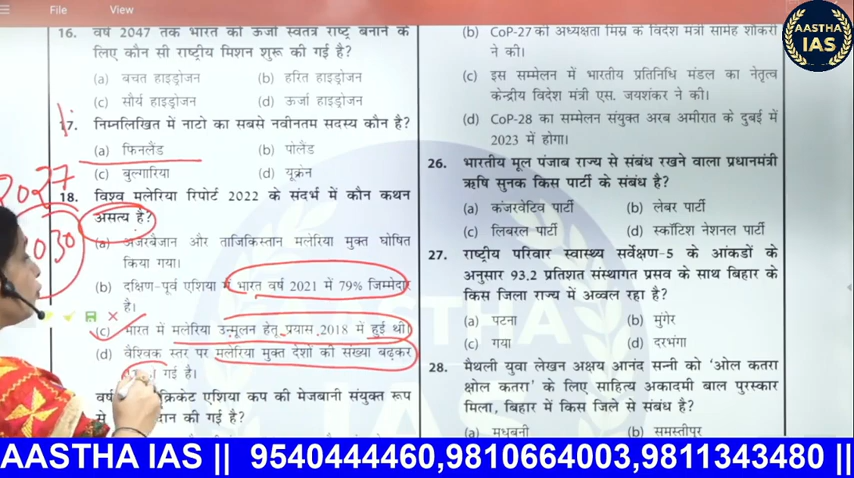 File View
16. वर्ष 2047 तक भारत को ऊर्जा स्वतंत्र राष्ट्र बनाने के
लिए कौन सी राष्ट्रीय मिशन शुरू की गई है?
(a) बचत हाइड्रोजन (b) हरित हाइड्रोजन
(c) सौर्य हाइड्रोजन (d) ऊर्जा हाइड्रोजन
17. निम्नलिखित में नाटो का सबसे नवीनतम सदस्य कौन है?
(a) फिनलैंड (b) पोलैंड
(c) बुल्गारिया (d) यूक्रेन
18. विश्व मलेरिया रिपोर्ट 2022 के संदर्भ में कौन कथन
असत्य है?
(a) अजरबैजान और ताजिकिस्तान मलेरिया मुक्त घोषित
किया गया।
(b) दक्षिण-पूर्व एशिया में भारत वर्ष 2021 में 79% जिम्मेदार
है।
(c) भारत में मलेरिया उन्मूलन हेतु प्रयास 2018 में हुई थी।
(d) वैश्विक स्तर पर मलेरिया मुक्त देशों की संख्या बढ़कर
गई है।
वर्ष क्रिकेट एशिया कप की मेजबानी संयुक्त रूप
से दान की गई है?
2027
030
(b) CoP-27 की अध्यक्षता मिस्र के विदेश मंत्री सामेह शौकरी
ने की।
(c) इस सम्मेलन में भारतीय प्रतिनिधि मंडल का नेतृत्व
केन्द्रीय विदेश मंत्री एस. जयशंकर ने की।
(d) CoP-28 का सम्मेलन संयुक्त अरब अमीरात के दुबई में
2023 में होगा।
26. भारतीय मूल पंजाब राज्य से संबंध रखने वाला प्रधानमंत्री
ऋषि सुनक किस पार्टी के संबंध है?
(a) कंजरवेटिव पार्टी (b) लेबर पार्टी
(c) लिबरल पार्टी (d) स्कॉटिश नेशनल पार्टी
27. राष्ट्रीय परिवार स्वास्थ्य सर्वेक्षण-5 के आंकडों के
अनुसार 93.2 प्रतिशत संस्थागत प्रसव के साथ बिहार के
किस जिला राज्य में अव्वल रहा है?
(a) पटना (b) मुंगेर
(c) गया (d) दरभंगा
28. मैथली युवा लेखन अक्षय आनंद सन्नी को ‘ओल कतरा
क्षोल कतरा’ के लिए साहित्य अकादमी बाल पुरस्कार
मिला, बिहार में किस जिले से संबंध है?
(a) मधुबनी (b) समस्तीपुर
AASTHA
IAS
AASTHA IAS || 9540444460,9810664003,9811343480 ||